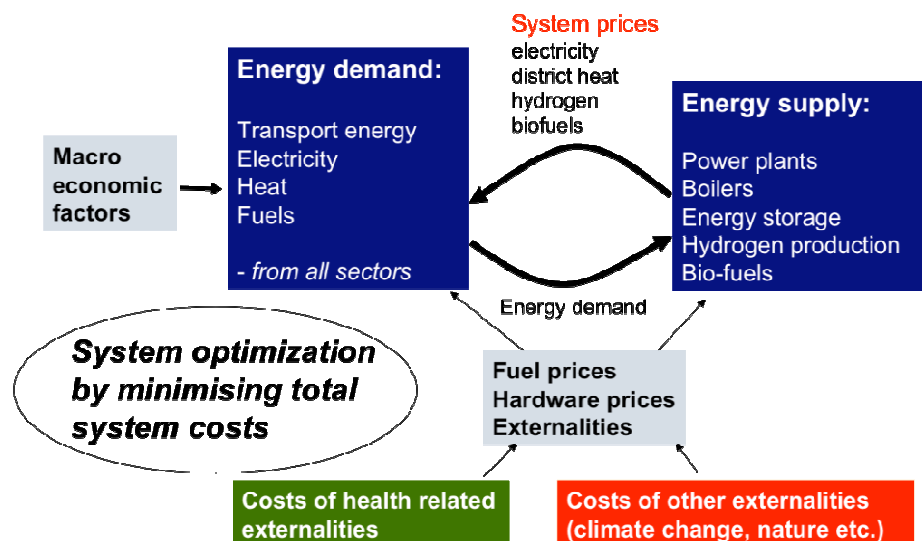 System prices
electricity
district heat
hydrogen
biofuels
Energy demand:
Transport energy
Electricity
Heat
Fuels
- from all sectors
Energy supply:
Power plants
Boilers
Energy storage
Hydrogen production
Bio-fuels
Macro
economic
factors
Energy demand
System optimization
by minimising total
system costs
Fuel prices
Hardware prices
Externalities
Costs of health related
externalities
Costs of other externalities
(climate change, nature etc.)